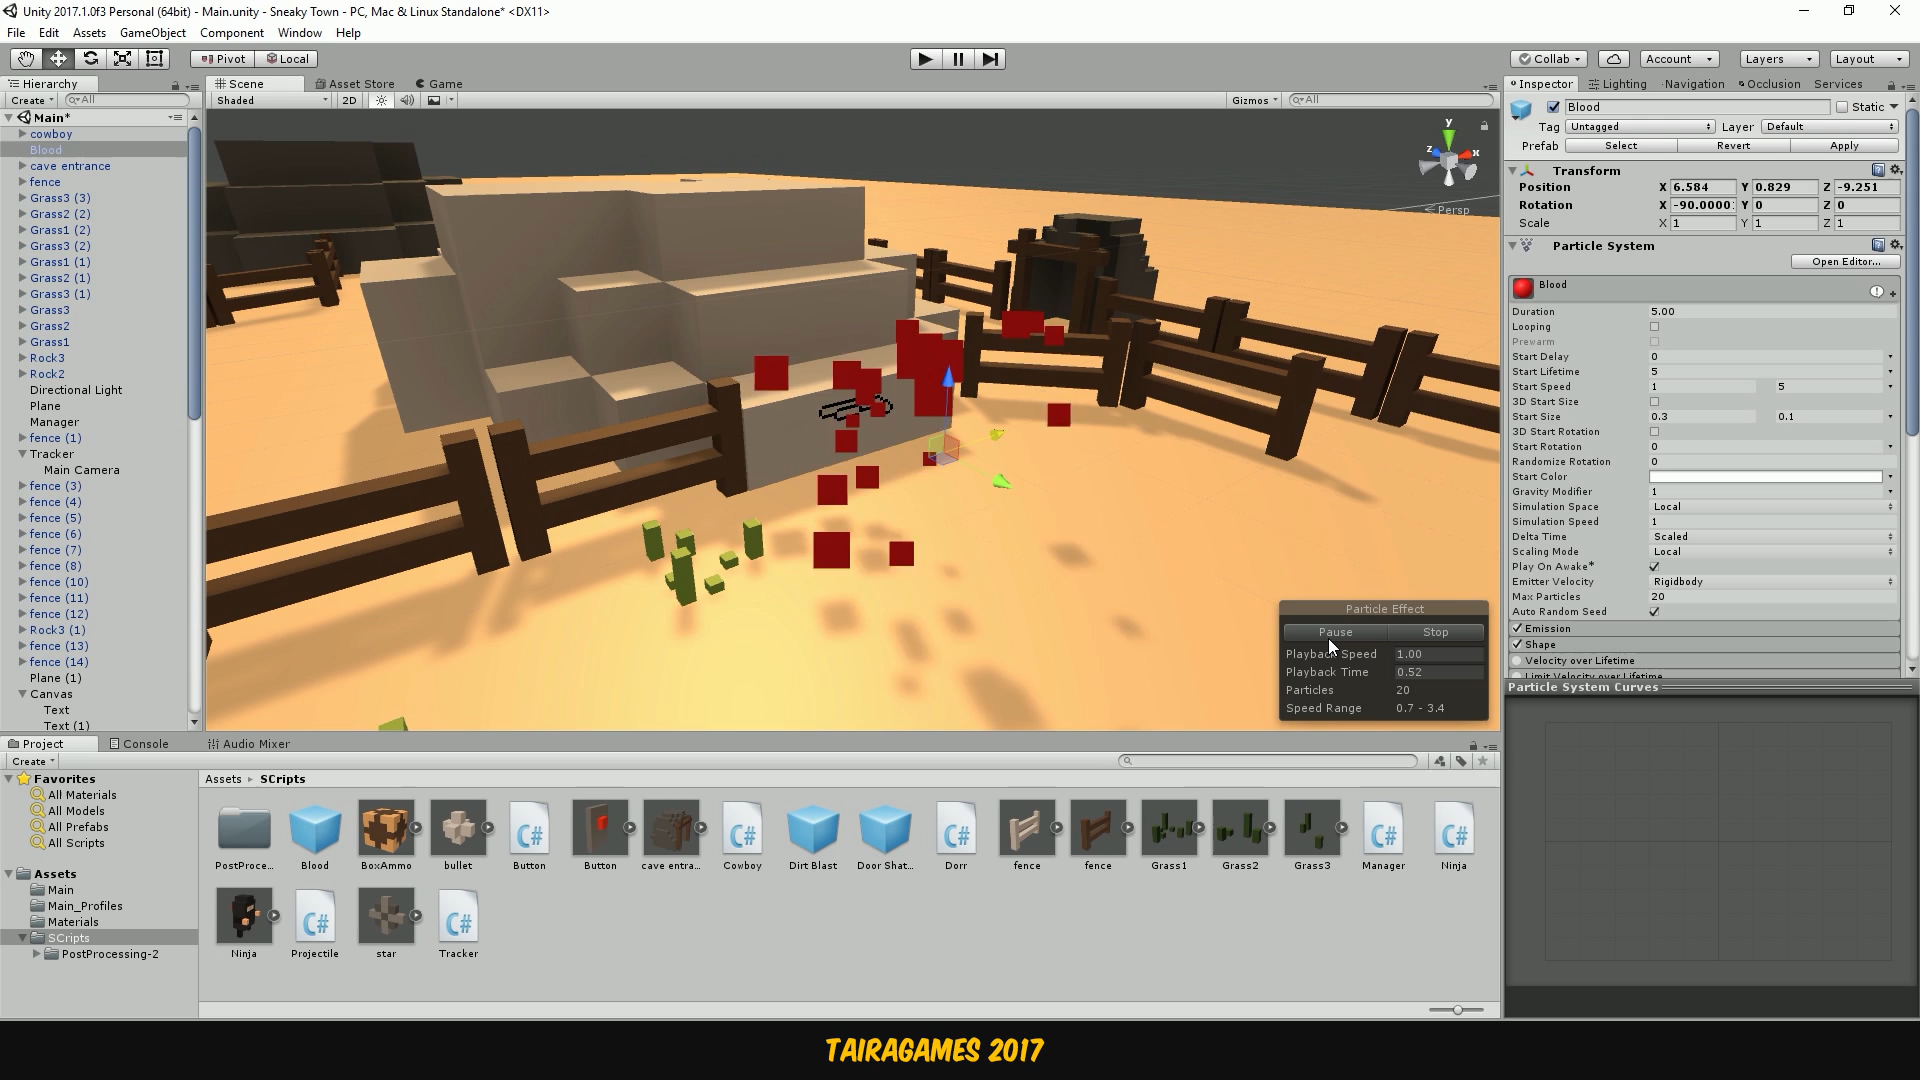 Unity 2017.1.0f3 Personal (64bit) - Main.unity - Sneaky Town - PC, Mac & Linux Standalone* <DX11>
File Edit Assets GameObject Component Window Help
Pivot Local Collab Account Layers Layout
Hierarchy
Create All
Main*
cowboy
Blood
cave entrance
fence
Grass3 (3)
Grass2 (2)
Grass1 (2)
Grass3 (2)
Grass1 (1)
Grass2 (1)
Grass3 (1)
Grass3
Grass2
Grass1
Rock3
Rock2
Directional Light
Plane
Manager
fence (1)
Tracker
Main Camera
fence (3)
fence (4)
fence (5)
fence (6)
fence (7)
fence (8)
fence (10)
fence (11)
fence (12)
Rock3 (1)
fence (13)
fence (14)
Plane (1)
Canvas
Text
Text (1)
Scene Asset Store Game
Shaded 2D Gizmos All
y
z x
Persp
Particle Effect
Pause Stop
Playback Speed 1.00
Playback Time 0.52
Particles 20
Speed Range 0.7 - 3.4
Inspector Lighting Navigation Occlusion Services
Blood Static
Tag Untagged Layer Default
Prefab Select Revert Apply
Transform
Position X 6.584 Y 0.829 Z -9.251
Rotation X -90.0000 Y 0 Z 0
Scale X 1 Y 1 Z 1
Particle System
Open Editor...
Blood
Duration 5.00
Looping
Prewarm
Start Delay 0
Start Lifetime 5
Start Speed 1 5
3D Start Size
Start Size 0.3 0.1
3D Start Rotation
Start Rotation 0
Randomize Rotation 0
Start Color
Gravity Modifier 1
Simulation Space Local
Simulation Speed 1
Delta Time Scaled
Scaling Mode Local
Play On Awake*
Emitter Velocity Rigidbody
Max Particles 20
Auto Random Seed
Emission
Shape
Velocity over Lifetime
Limit Velocity over Lifetime
Particle System Curves
Project Console Audio Mixer
Create
Favorites
All Materials
All Models
All Prefabs
All Scripts
Assets
Main
Main_Profiles
Materials
SCripts
PostProcessing-2
Assets SCripts
C# C# C# C# C#
PostProce... Blood BoxAmmo bullet Button Button cave entra... Cowboy Dirt Blast Door Shat... Dorr fence fence Grass1 Grass2 Grass3 Manager Ninja
C# C#
Ninja Projectile star Tracker
TAIRAGAMES 2017